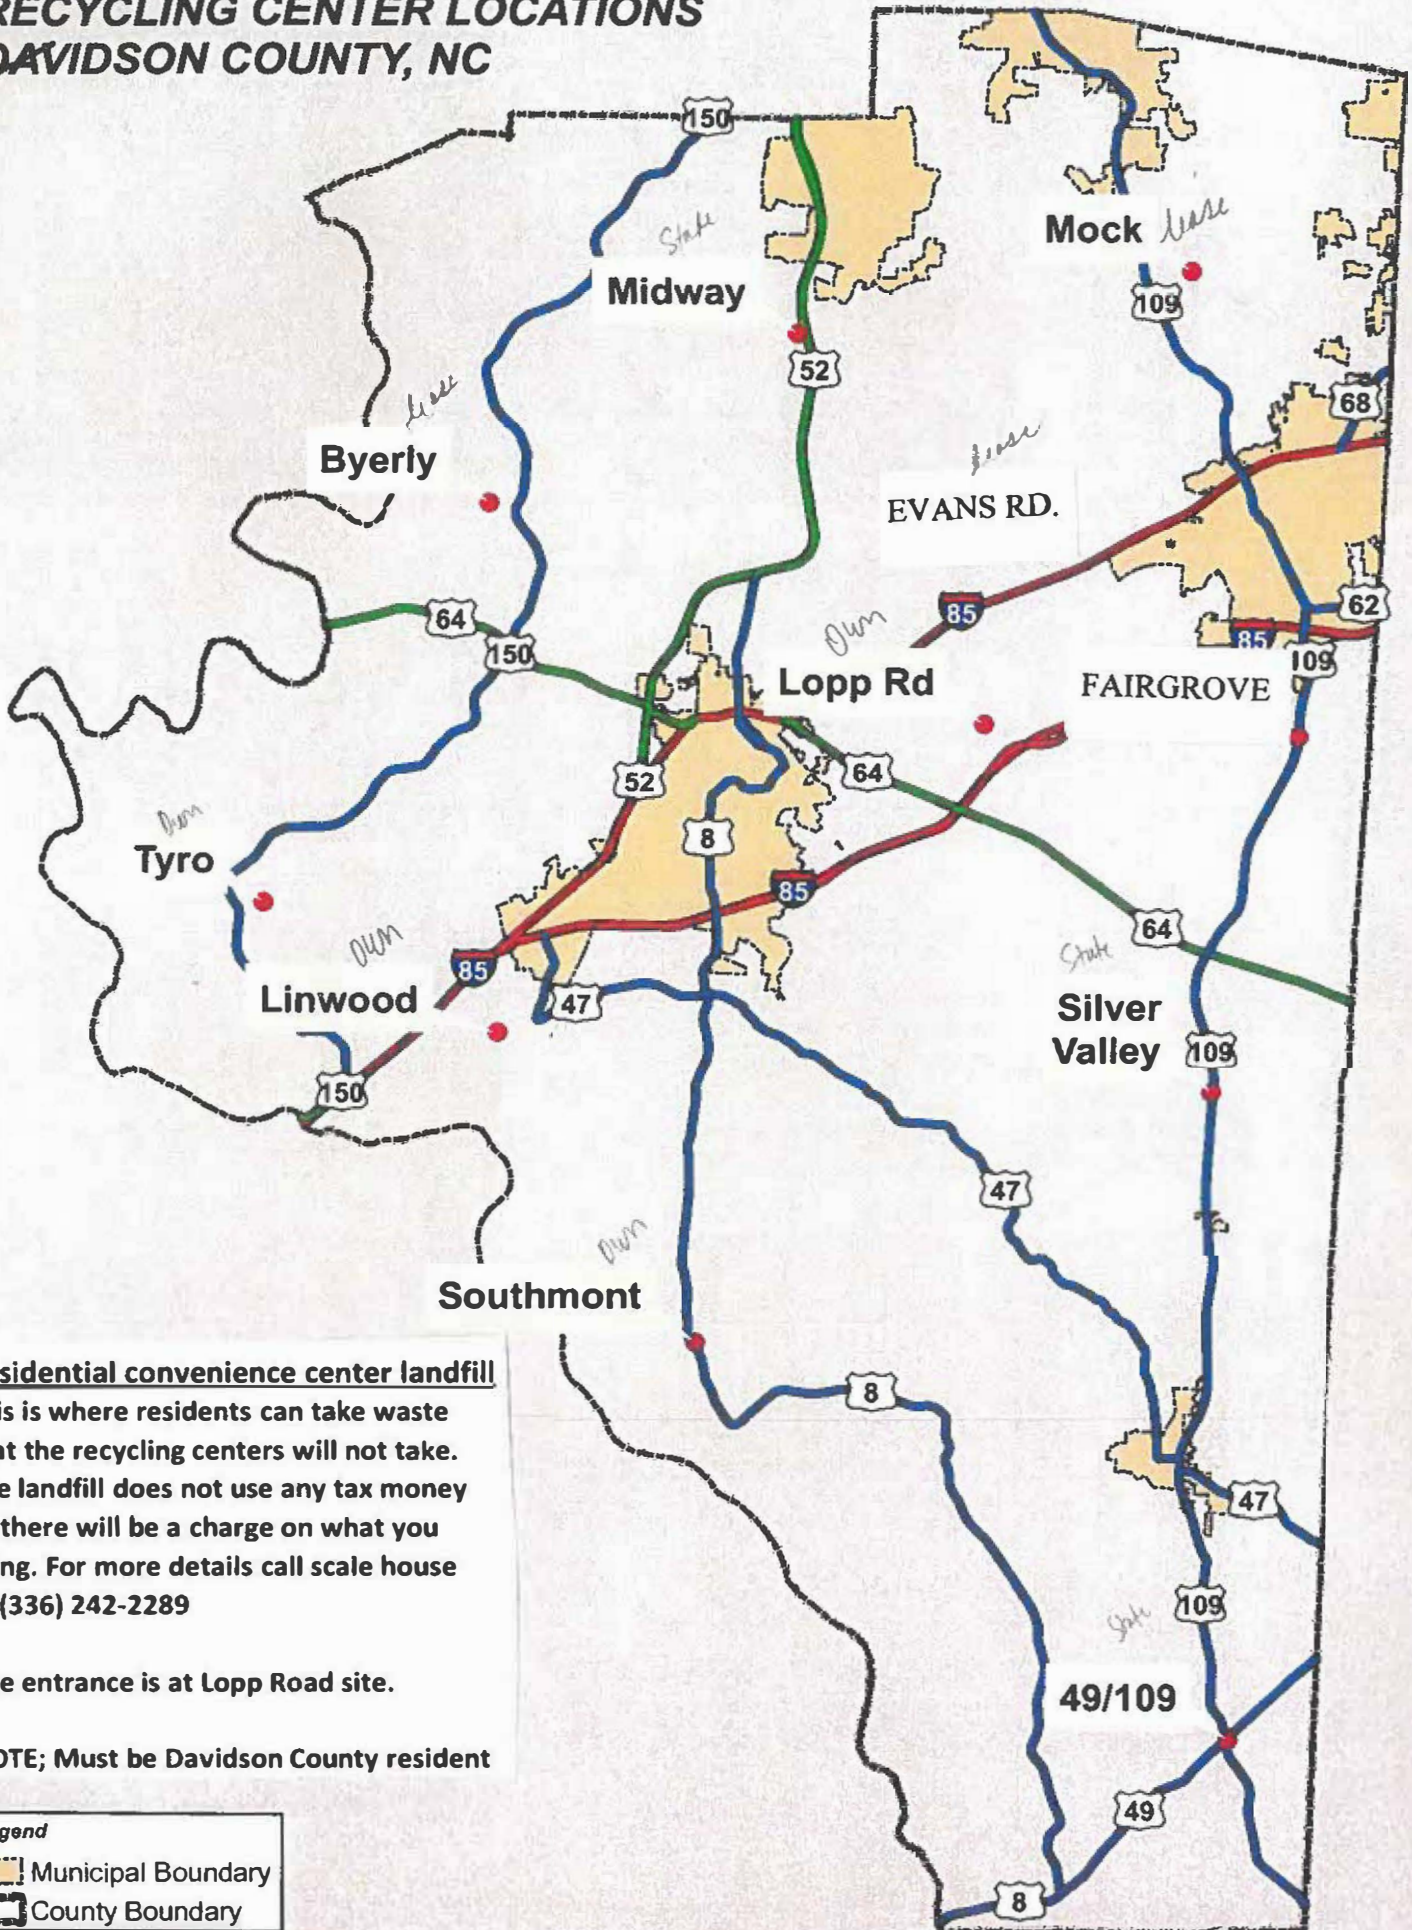 RECYCLING CENTER LOCATIONS
DAVIDSON COUNTY, NC
150
State
Midway
52
Mock lease
109
68
lease
Byerly
lease
EVANS RD.
64
150
85
Own
Lopp Rd
62
85
109
FAIRGROVE
52
64
8
Own
Tyro
85
Own
Linwood
85
47
150
64
State
Silver
Valley
109
47
Own
Southmont
8
47
109
State
49/109
49
8
sidential convenience center landfill
is is where residents can take waste
at the recycling centers will not take.
e landfill does not use any tax money
there will be a charge on what you
ng. For more details call scale house
(336) 242-2289
e entrance is at Lopp Road site.
OTE; Must be Davidson County resident
gend
Municipal Boundary
County Boundary